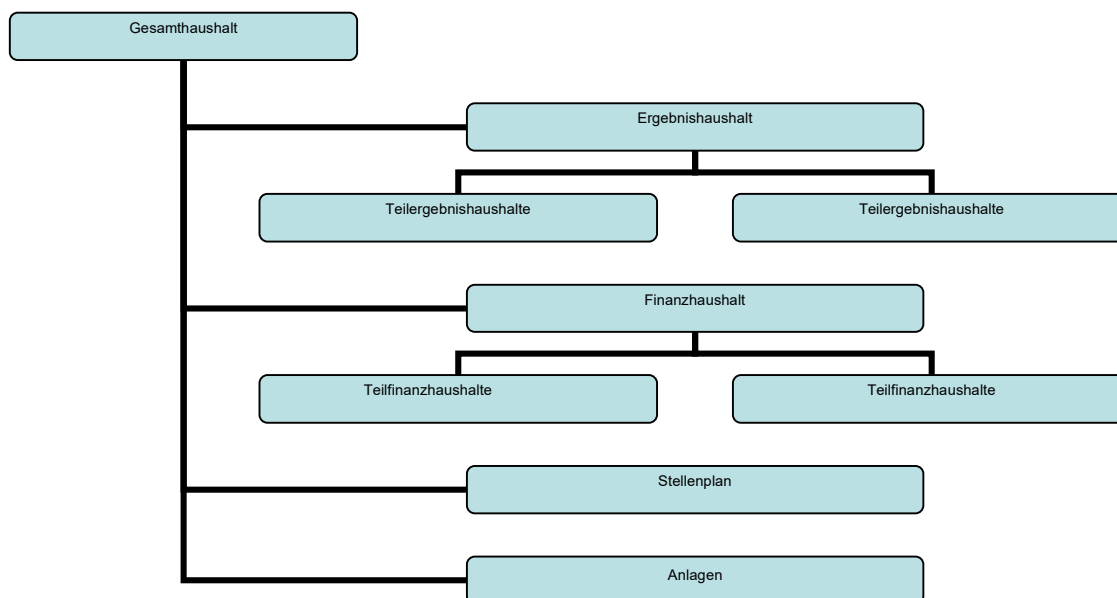 Gesamthaushalt
Ergebnishaushalt
Teilergebnishaushalte
Teilergebnishaushalte
Finanzhaushalt
Teilfinanzhaushalte
Teilfinanzhaushalte
Stellenplan
Anlagen